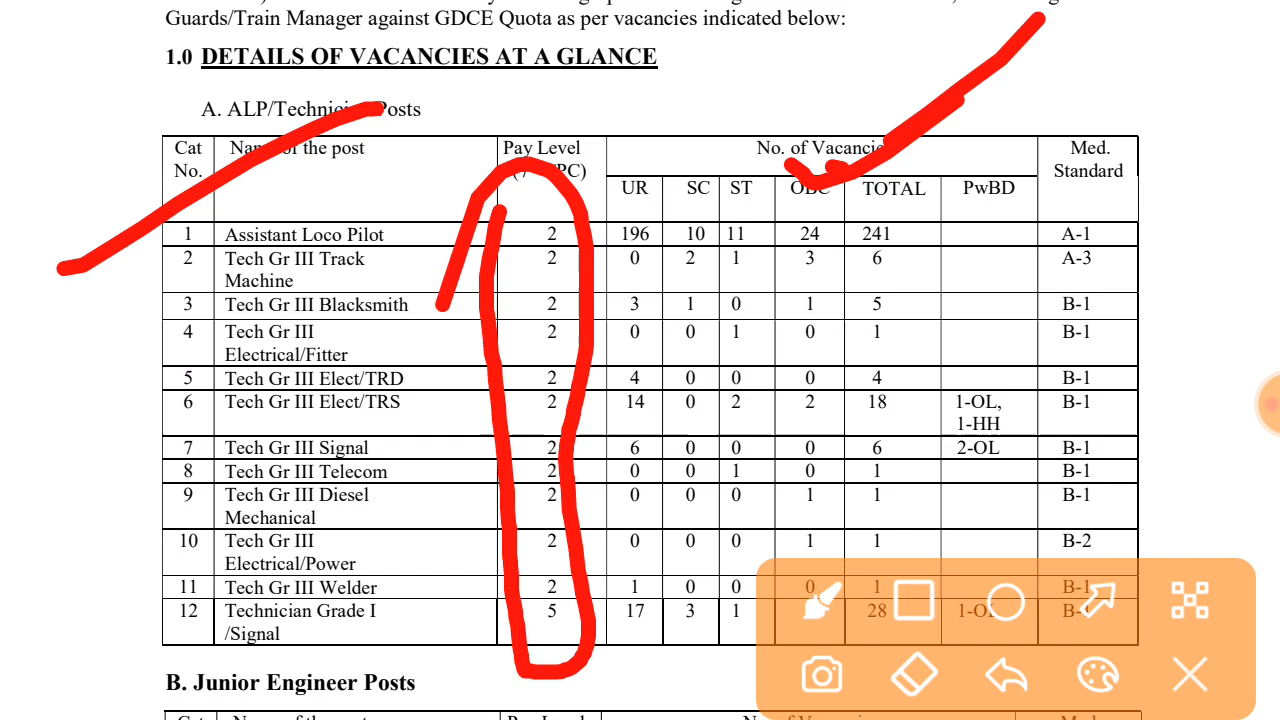 Guards/Train Manager against GDCE Quota as per vacancies indicated below:
1.0 DETAILS OF VACANCIES AT A GLANCE
A. ALP/Technician Posts
Cat No. Name of the post Pay Level No. of Vacancies Med. Standard
UR SC ST OBC TOTAL PwBD
1 Assistant Loco Pilot 2 196 10 11 24 241 A-1
2 Tech Gr III Track 2 0 2 1 3 6 A-3
Machine
3 Tech Gr III Blacksmith 2 3 1 0 1 5 B-1
4 Tech Gr III 2 0 0 1 0 1 B-1
Electrical/Fitter
5 Tech Gr III Elect/TRD 2 4 0 0 0 4 B-1
6 Tech Gr III Elect/TRS 2 14 0 2 2 18 1-OL, B-1
1-HH
7 Tech Gr III Signal 2 6 0 0 0 6 2-OL B-1
8 Tech Gr III Telecom 2 0 0 1 0 1 B-1
9 Tech Gr III Diesel 2 0 0 0 1 1 B-1
Mechanical
10 Tech Gr III 2 0 0 0 1 1 B-2
Electrical/Power
11 Tech Gr III Welder 2 1 0 0 0 1 B-1
12 Technician Grade I 5 17 3 1 28
/Signal
B. Junior Engineer Posts